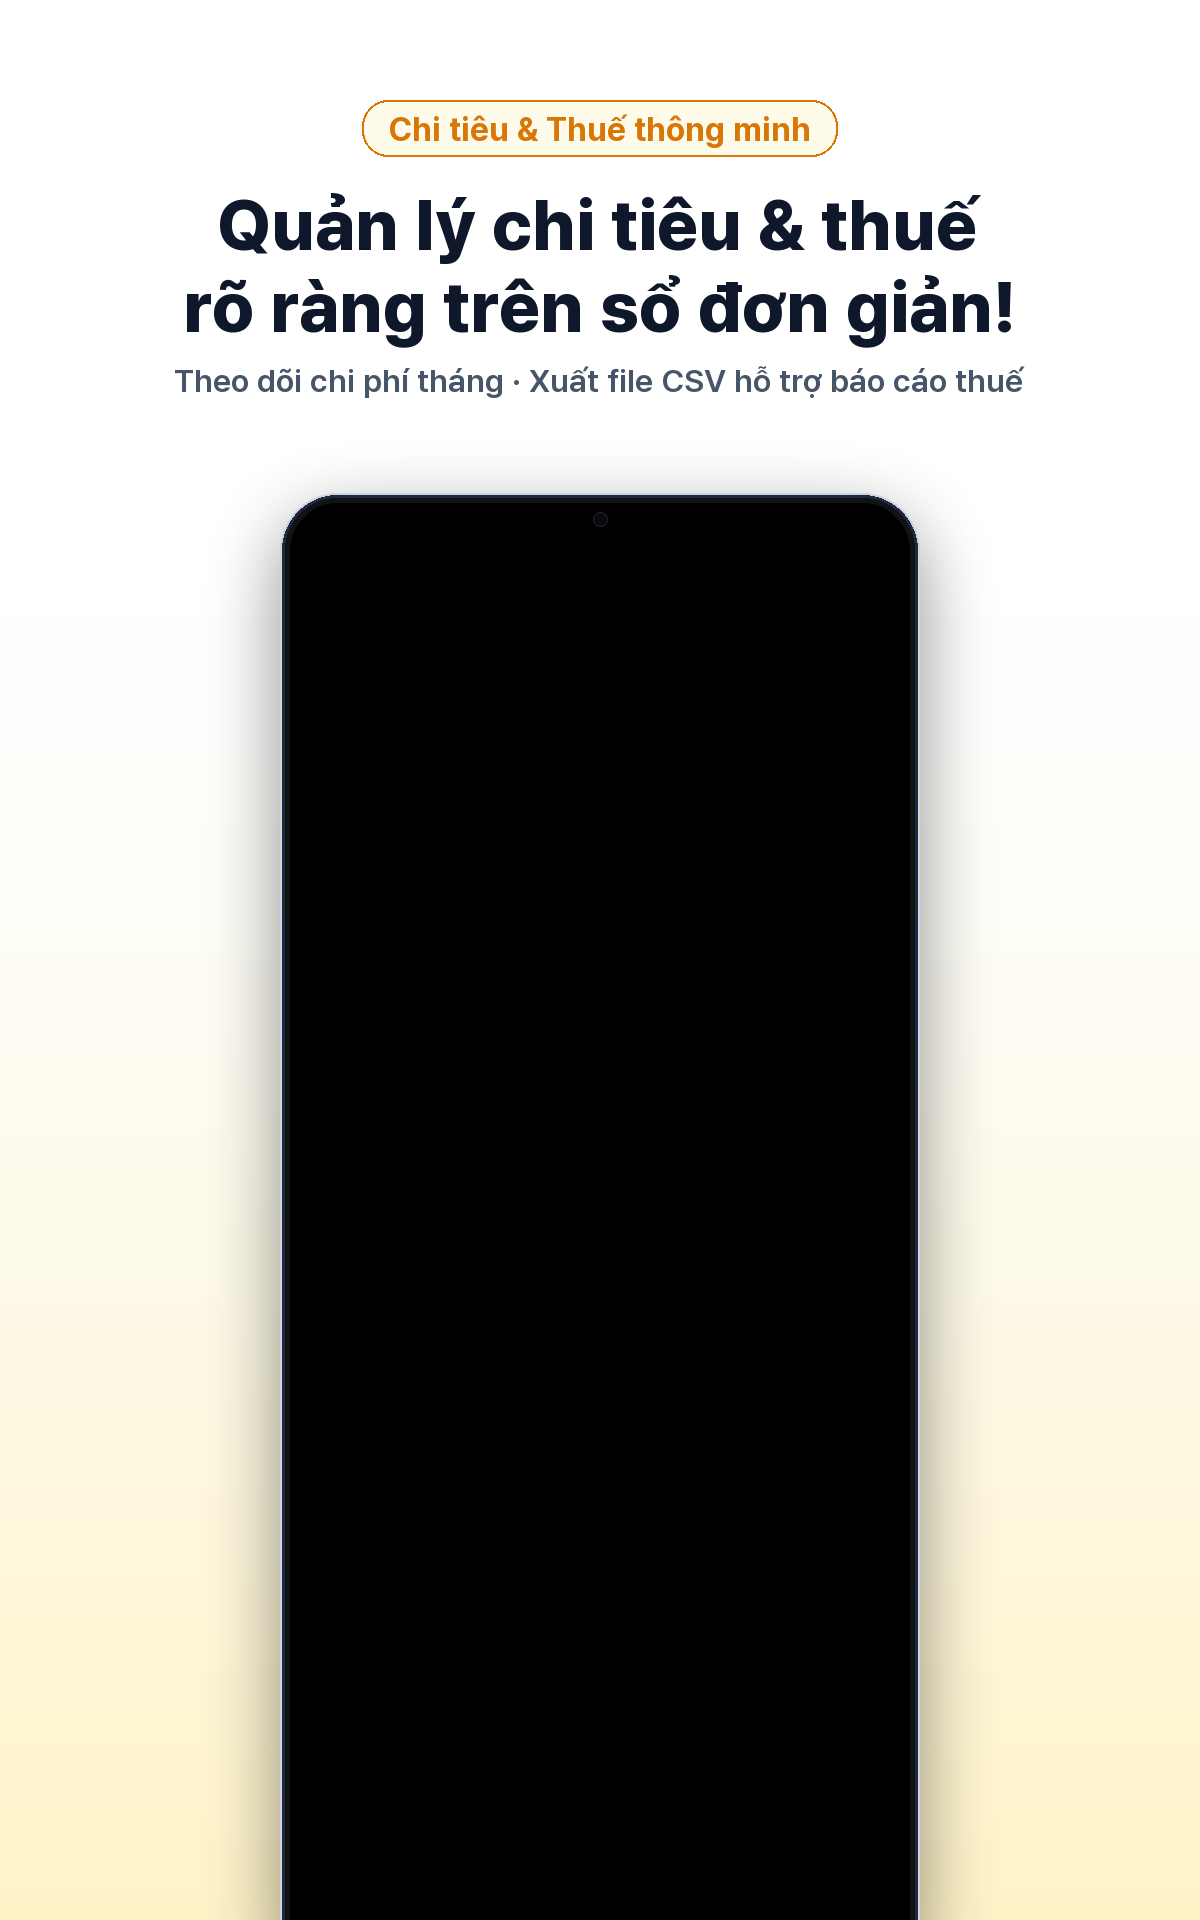 Chi tiêu & Thuế thông minh
Quản lý chi tiêu & thuế
rõ ràng trên sổ đơn giản!
Theo dõi chi phí tháng · Xuất file CSV hỗ trợ báo cáo thuế